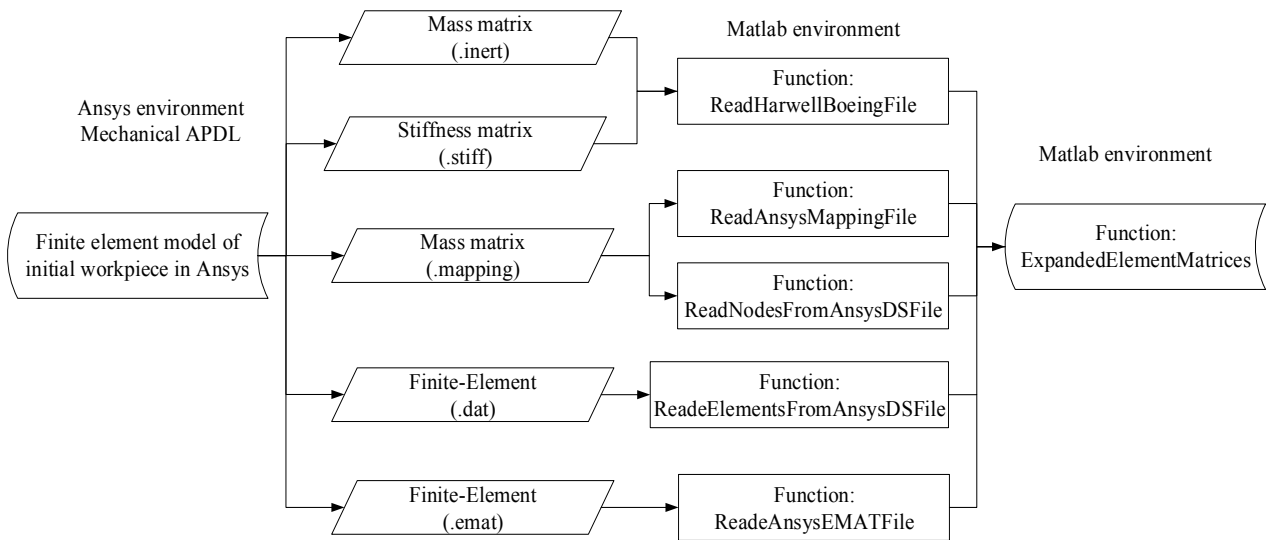 Ansys environment
Mechanical APDL
Finite element model of
initial workpiece in Ansys
Mass matrix
(.inert)
Stiffness matrix
(.stiff)
Mass matrix
(.mapping)
Finite-Element
(.dat)
Finite-Element
(.emat)
Matlab environment
Function:
ReadHarwellBoeingFile
Function:
ReadAnsysMappingFile
Function:
ReadNodesFromAnsysDSFile
Function:
ReadeElementsFromAnsysDSFile
Function:
ReadeAnsysEMATFile
Matlab environment
Function:
ExpandedElementMatrices